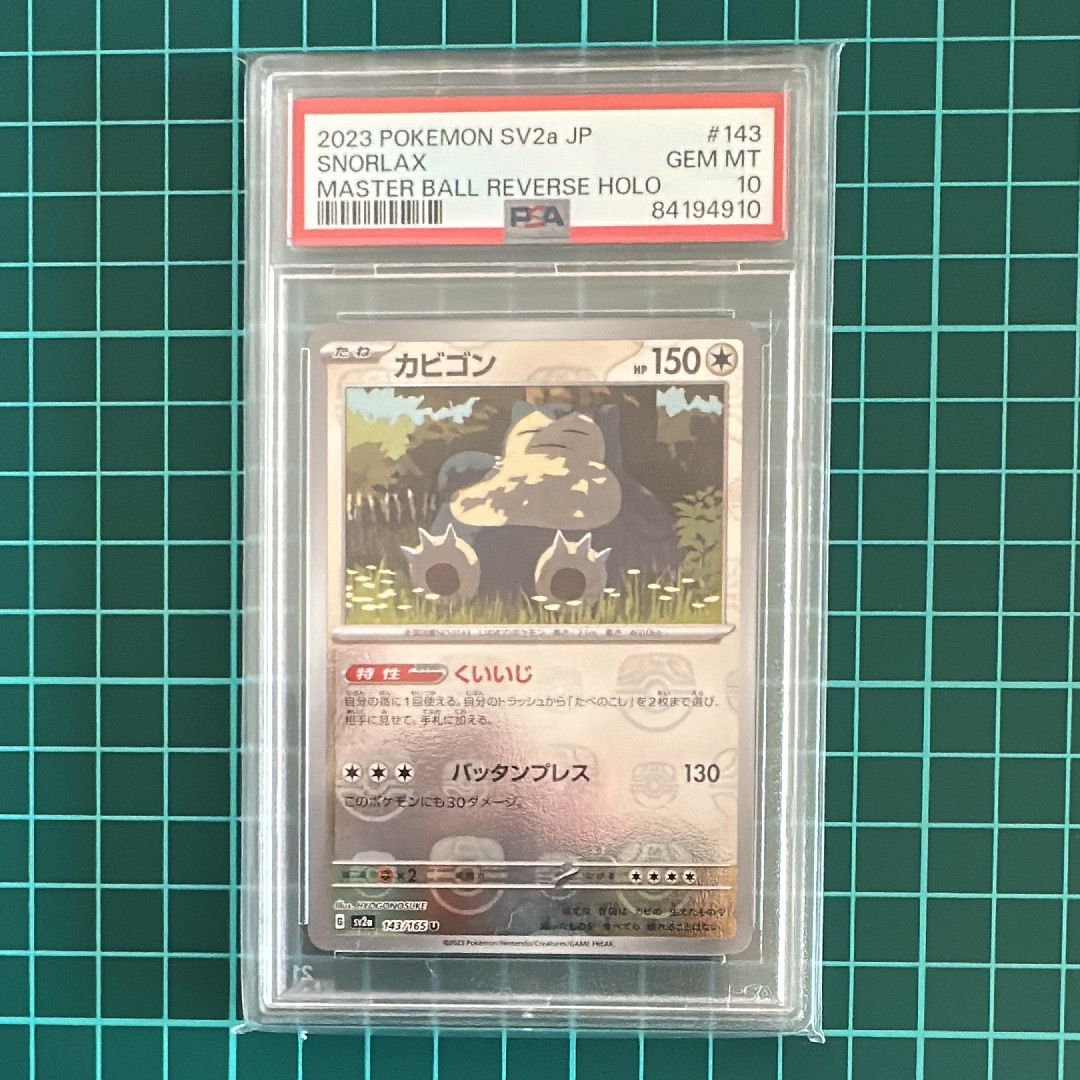 2023 POKEMON SV2a JP #143
SNORLAX GEM MT
MASTER BALL REVERSE HOLO 10
84194910
PSA
たね カビゴン HP 150
特性 くいいじ
自分の番に1回使える。自分のトラッシュから「たべのこし」を2枚まで選び、
相手に見せて、手札に加える。
バッタンプレス 130
このポケモンにも30ダメージ。
×2
illus. HYOGONOSUKE
G sv2a 143/165 U
©2023 Pokémon/Nintendo/Creatures/GAME FREAK